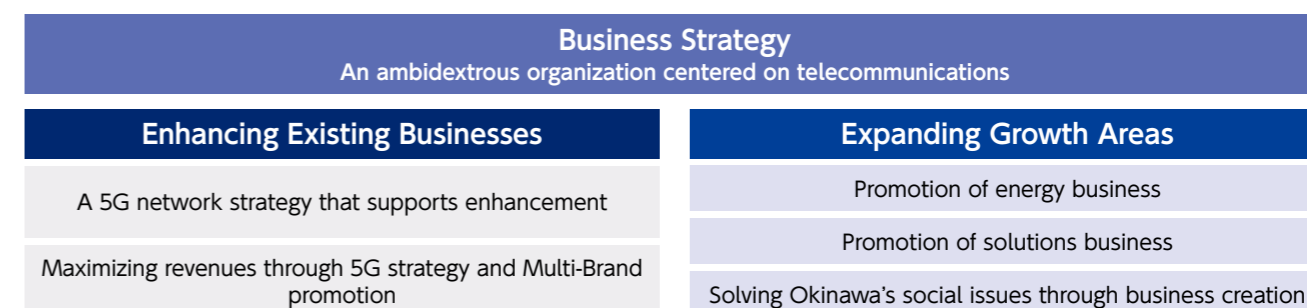 Business Strategy
An ambidextrous organization centered on telecommunications
Enhancing Existing Businesses
A 5G network strategy that supports enhancement
Maximizing revenues through 5G strategy and Multi-Brand
promotion
Expanding Growth Areas
Promotion of energy business
Promotion of solutions business
Solving Okinawa's social issues through business creation